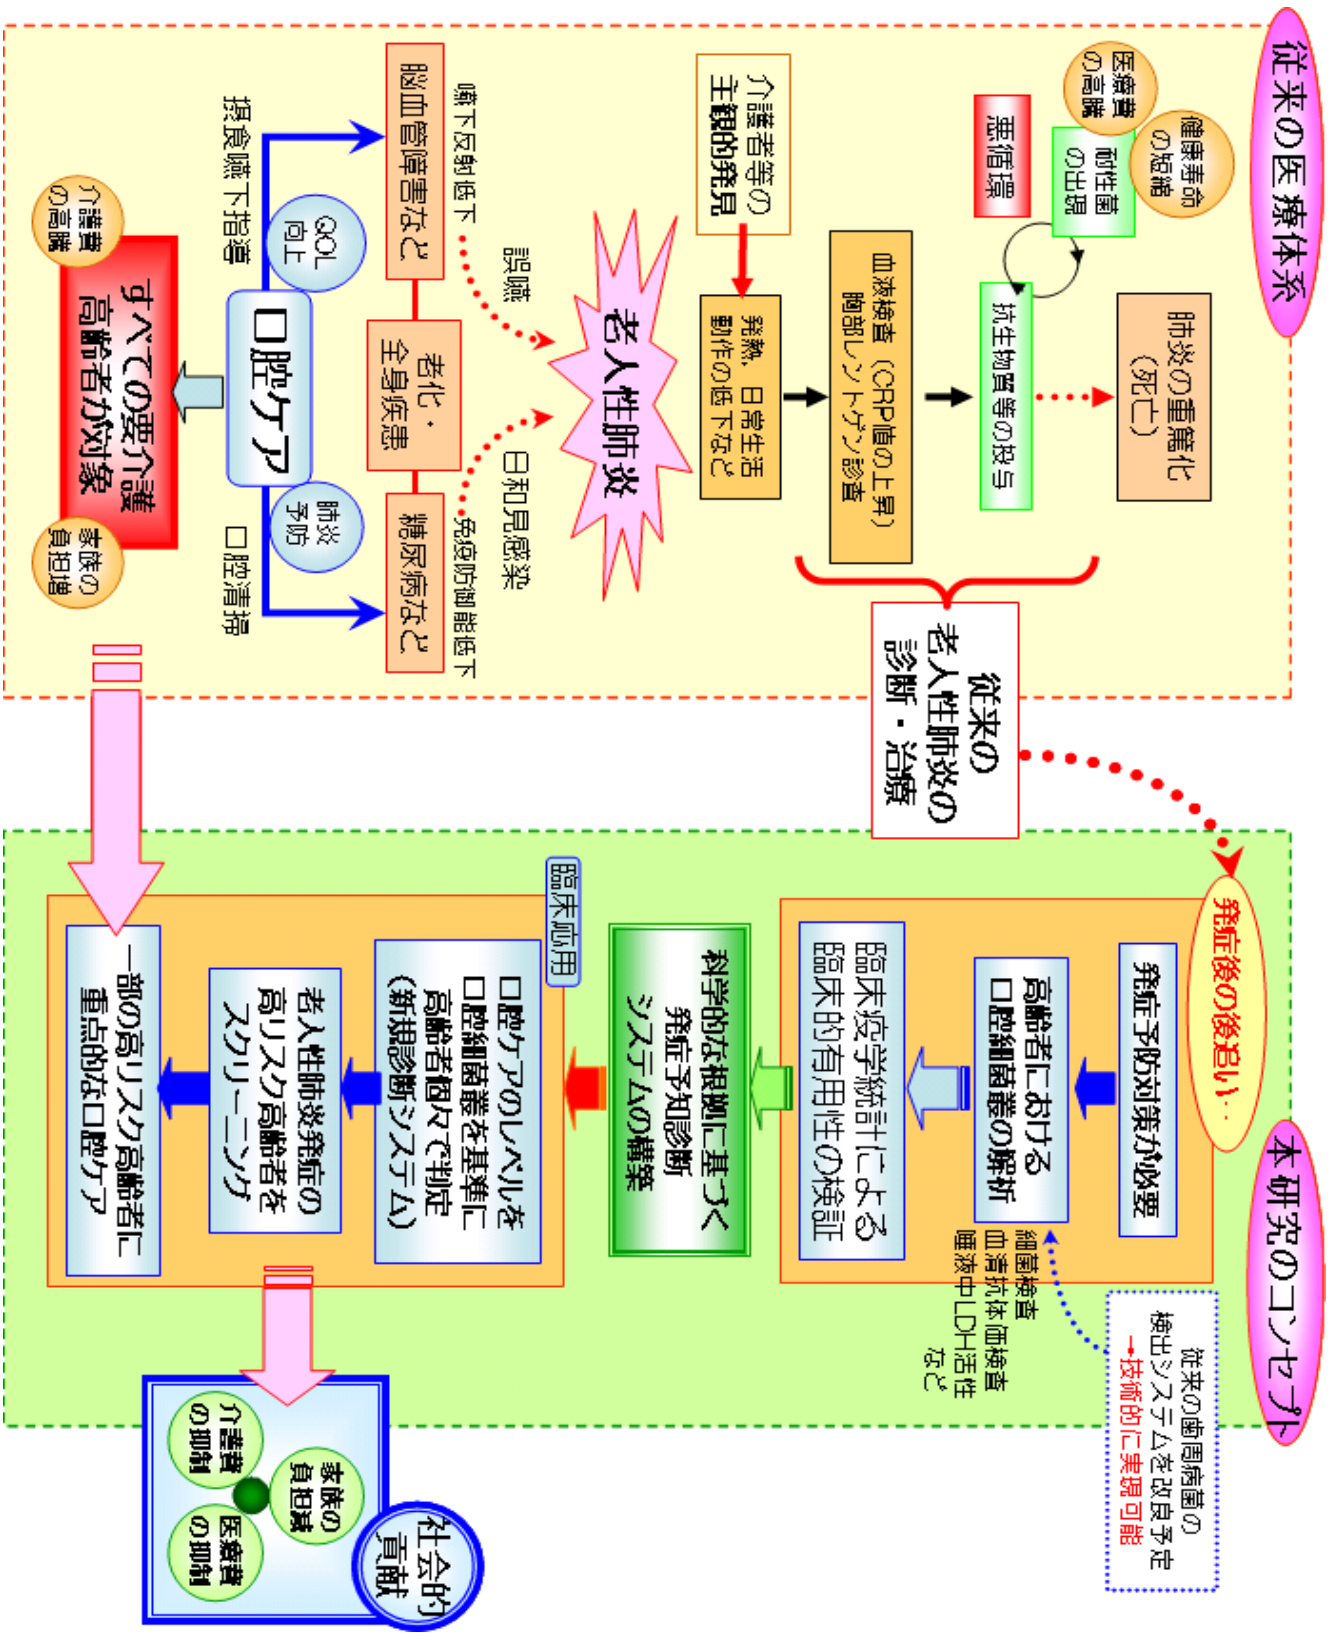 従来の医療体系
健康寿命
の短縮
医療費
の高騰
耐性菌
の出現
悪循環
肺炎の重篤化
(死亡)
抗生物質等の投与
血液検査(CRP値の上昇)
胸部レントゲン診査
介護者等の
主観的発見
発熱、日常生活
動作の低下など
従来の
老人性肺炎の
診断・治療
老人性肺炎
誤嚥
日和見感染
嚥下反射低下
免疫防御能低下
脳血管障害など
老化・
全身疾患
糖尿病など
QOL
向上
肺炎
予防
口腔ケア
摂食嚥下指導
口腔清掃
すべての要介護
高齢者が対象
介護費
の高騰
家族の
負担増
本研究のコンセプト
発症後の後追い‥
発症予防対策が必要
従来の歯周病菌の
検出システムを改良予定
→技術的に実現可能
高齢者における
口腔細菌叢の解析
細菌検査
血清抗体価検査
唾液中LDH活性
など
臨床疫学統計による
臨床的有用性の検証
科学的な根拠に基づく
発症予知診断
システムの構築
臨床応用
口腔ケアのレベルを
口腔細菌叢を基準に
高齢者個々で判定
(新規診断システム)
老人性肺炎発症の
高リスク高齢者を
スクリーニング
一部の高リスク高齢者に
重点的な口腔ケア
社会的
貢献
家族の
負担減
介護費
の抑制
医療費
の抑制